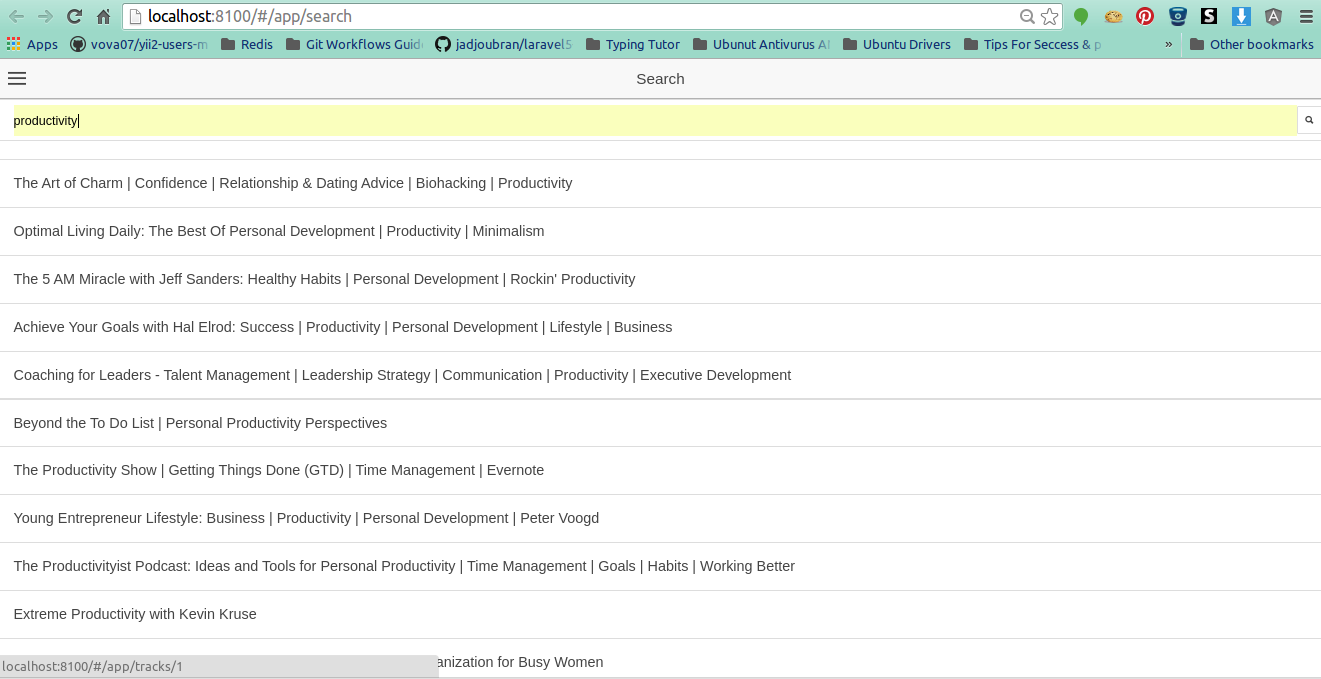 localhost:8100/#/app/search
Apps vova07/yii2-users-m Redis Git Workflows Guid jadjoubran/laravel5 Typing Tutor Ubunut Antivurus Al Ubuntu Drivers Tips For Seccess & p » Other bookmarks
Search
productivity
The Art of Charm | Confidence | Relationship & Dating Advice | Biohacking | Productivity
Optimal Living Daily: The Best Of Personal Development | Productivity | Minimalism
The 5 AM Miracle with Jeff Sanders: Healthy Habits | Personal Development | Rockin' Productivity
Achieve Your Goals with Hal Elrod: Success | Productivity | Personal Development | Lifestyle | Business
Coaching for Leaders - Talent Management | Leadership Strategy | Communication | Productivity | Executive Development
Beyond the To Do List | Personal Productivity Perspectives
The Productivity Show | Getting Things Done (GTD) | Time Management | Evernote
Young Entrepreneur Lifestyle: Business | Productivity | Personal Development | Peter Voogd
The Productivityist Podcast: Ideas and Tools for Personal Productivity | Time Management | Goals | Habits | Working Better
Extreme Productivity with Kevin Kruse
anization for Busy Women
localhost:8100/#/app/tracks/1